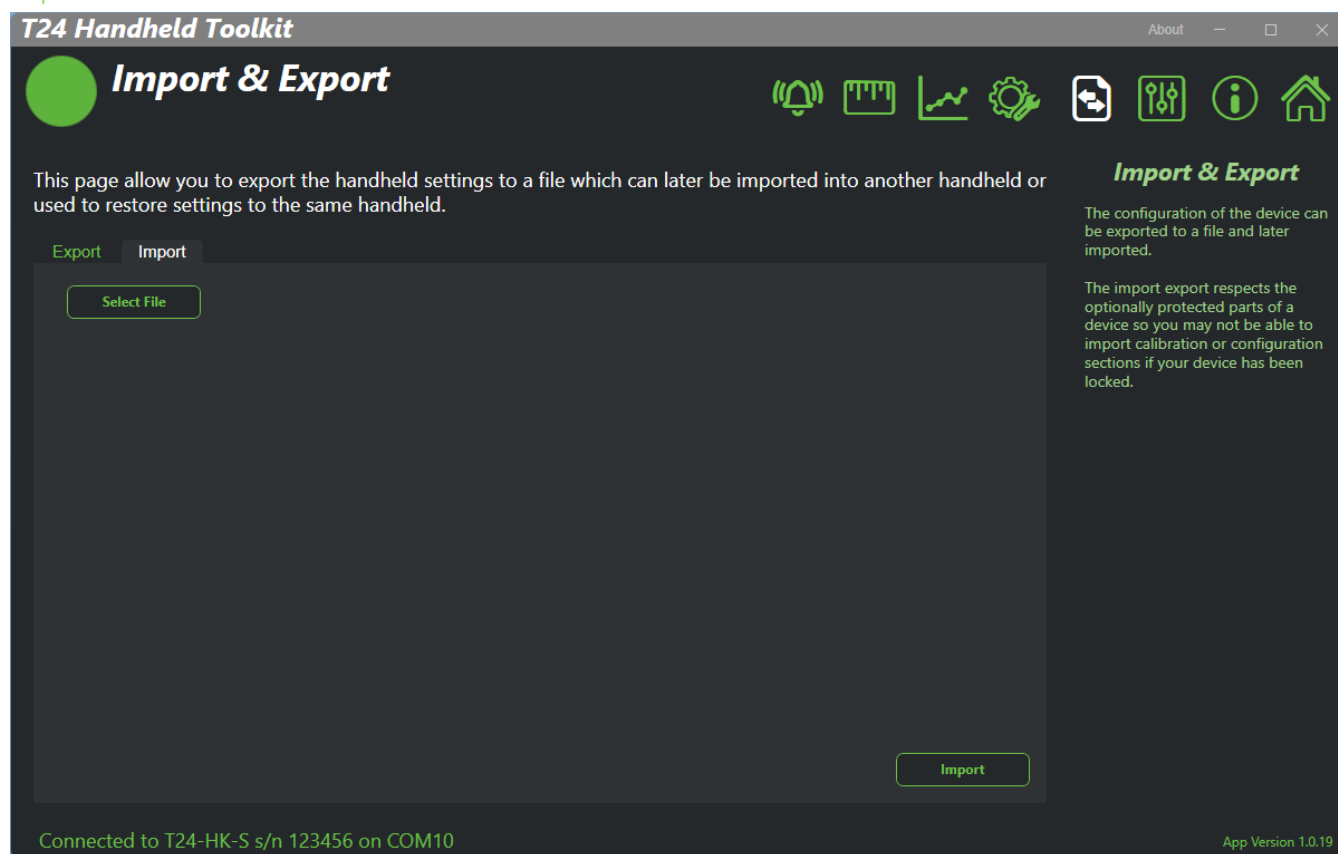 T24 Handheld Toolkit
About
Import & Export
This page allow you to export the handheld settings to a file which can later be imported into another handheld or
used to restore settings to the same handheld.
Export
Import
Select File
Import
Import & Export
The configuration of the device can
be exported to a file and later
imported.
The import export respects the
optionally protected parts of a
device so you may not be able to
import calibration or configuration
sections if your device has been
locked.
Connected to T24-HK-S s/n 123456 on COM10
App Version 1.0.19